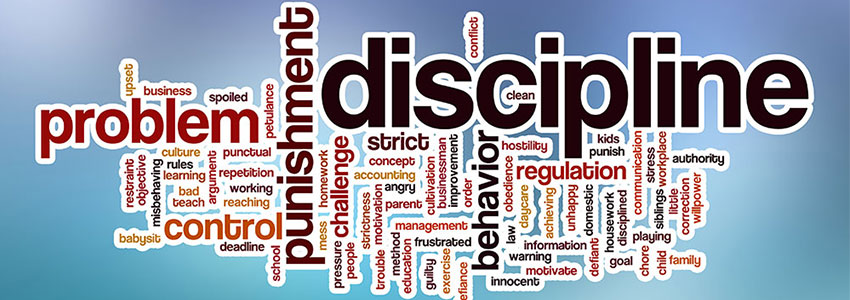 conflict
discipline
punishment
upset
business
spoiled
petulance
clean
problem
strict
behavior
hostility
kids
punish
communication
stress
workplace
authority
restraint
objective
misbehaving
culture
rules
learning
bad
teach
argument
punctual
repetition
working
reaching
control
deadline
babysit
school
mess
homework
challenge
pressure
people
concept
accounting
angry
strictness
trouble
motivation
parent
cultivation
businessman
improvement
order
management
method
education
frustrated
guilty
exercise
defiance
regulation
obedience
law
daycare
achieving
unhappy
domestic
information
warning
motivate
innocent
defiant
housework
disciplined
goal
chore
siblings
playing
child
family
little
correction
willpower